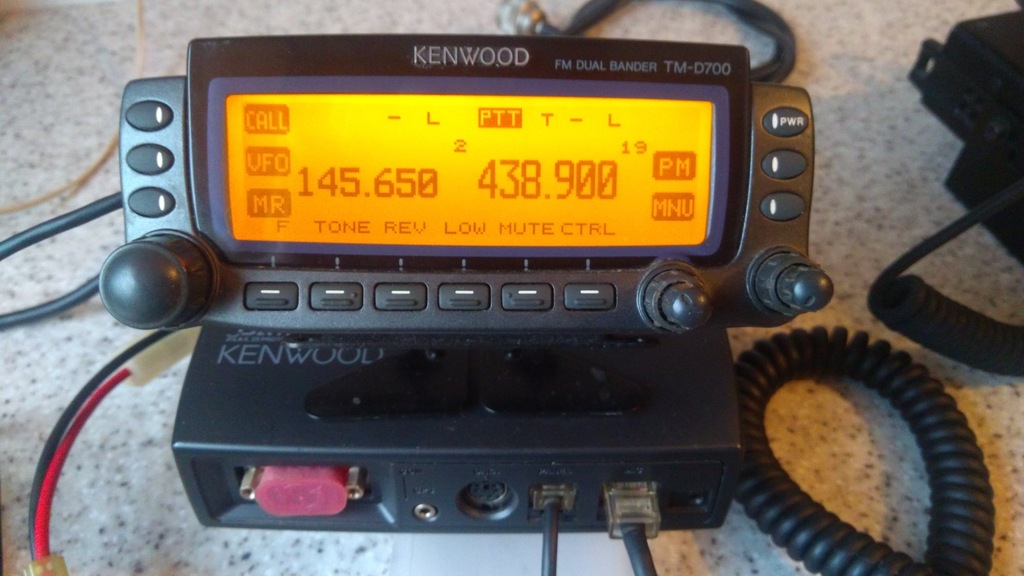 KENWOOD FM DUAL BANDER TM-D700
CALL - L PTT T - L PWR
2 19
VFO PM
145.650 438.900
MR MNU
F TONE REV LOW MUTE CTRL
KENWOOD